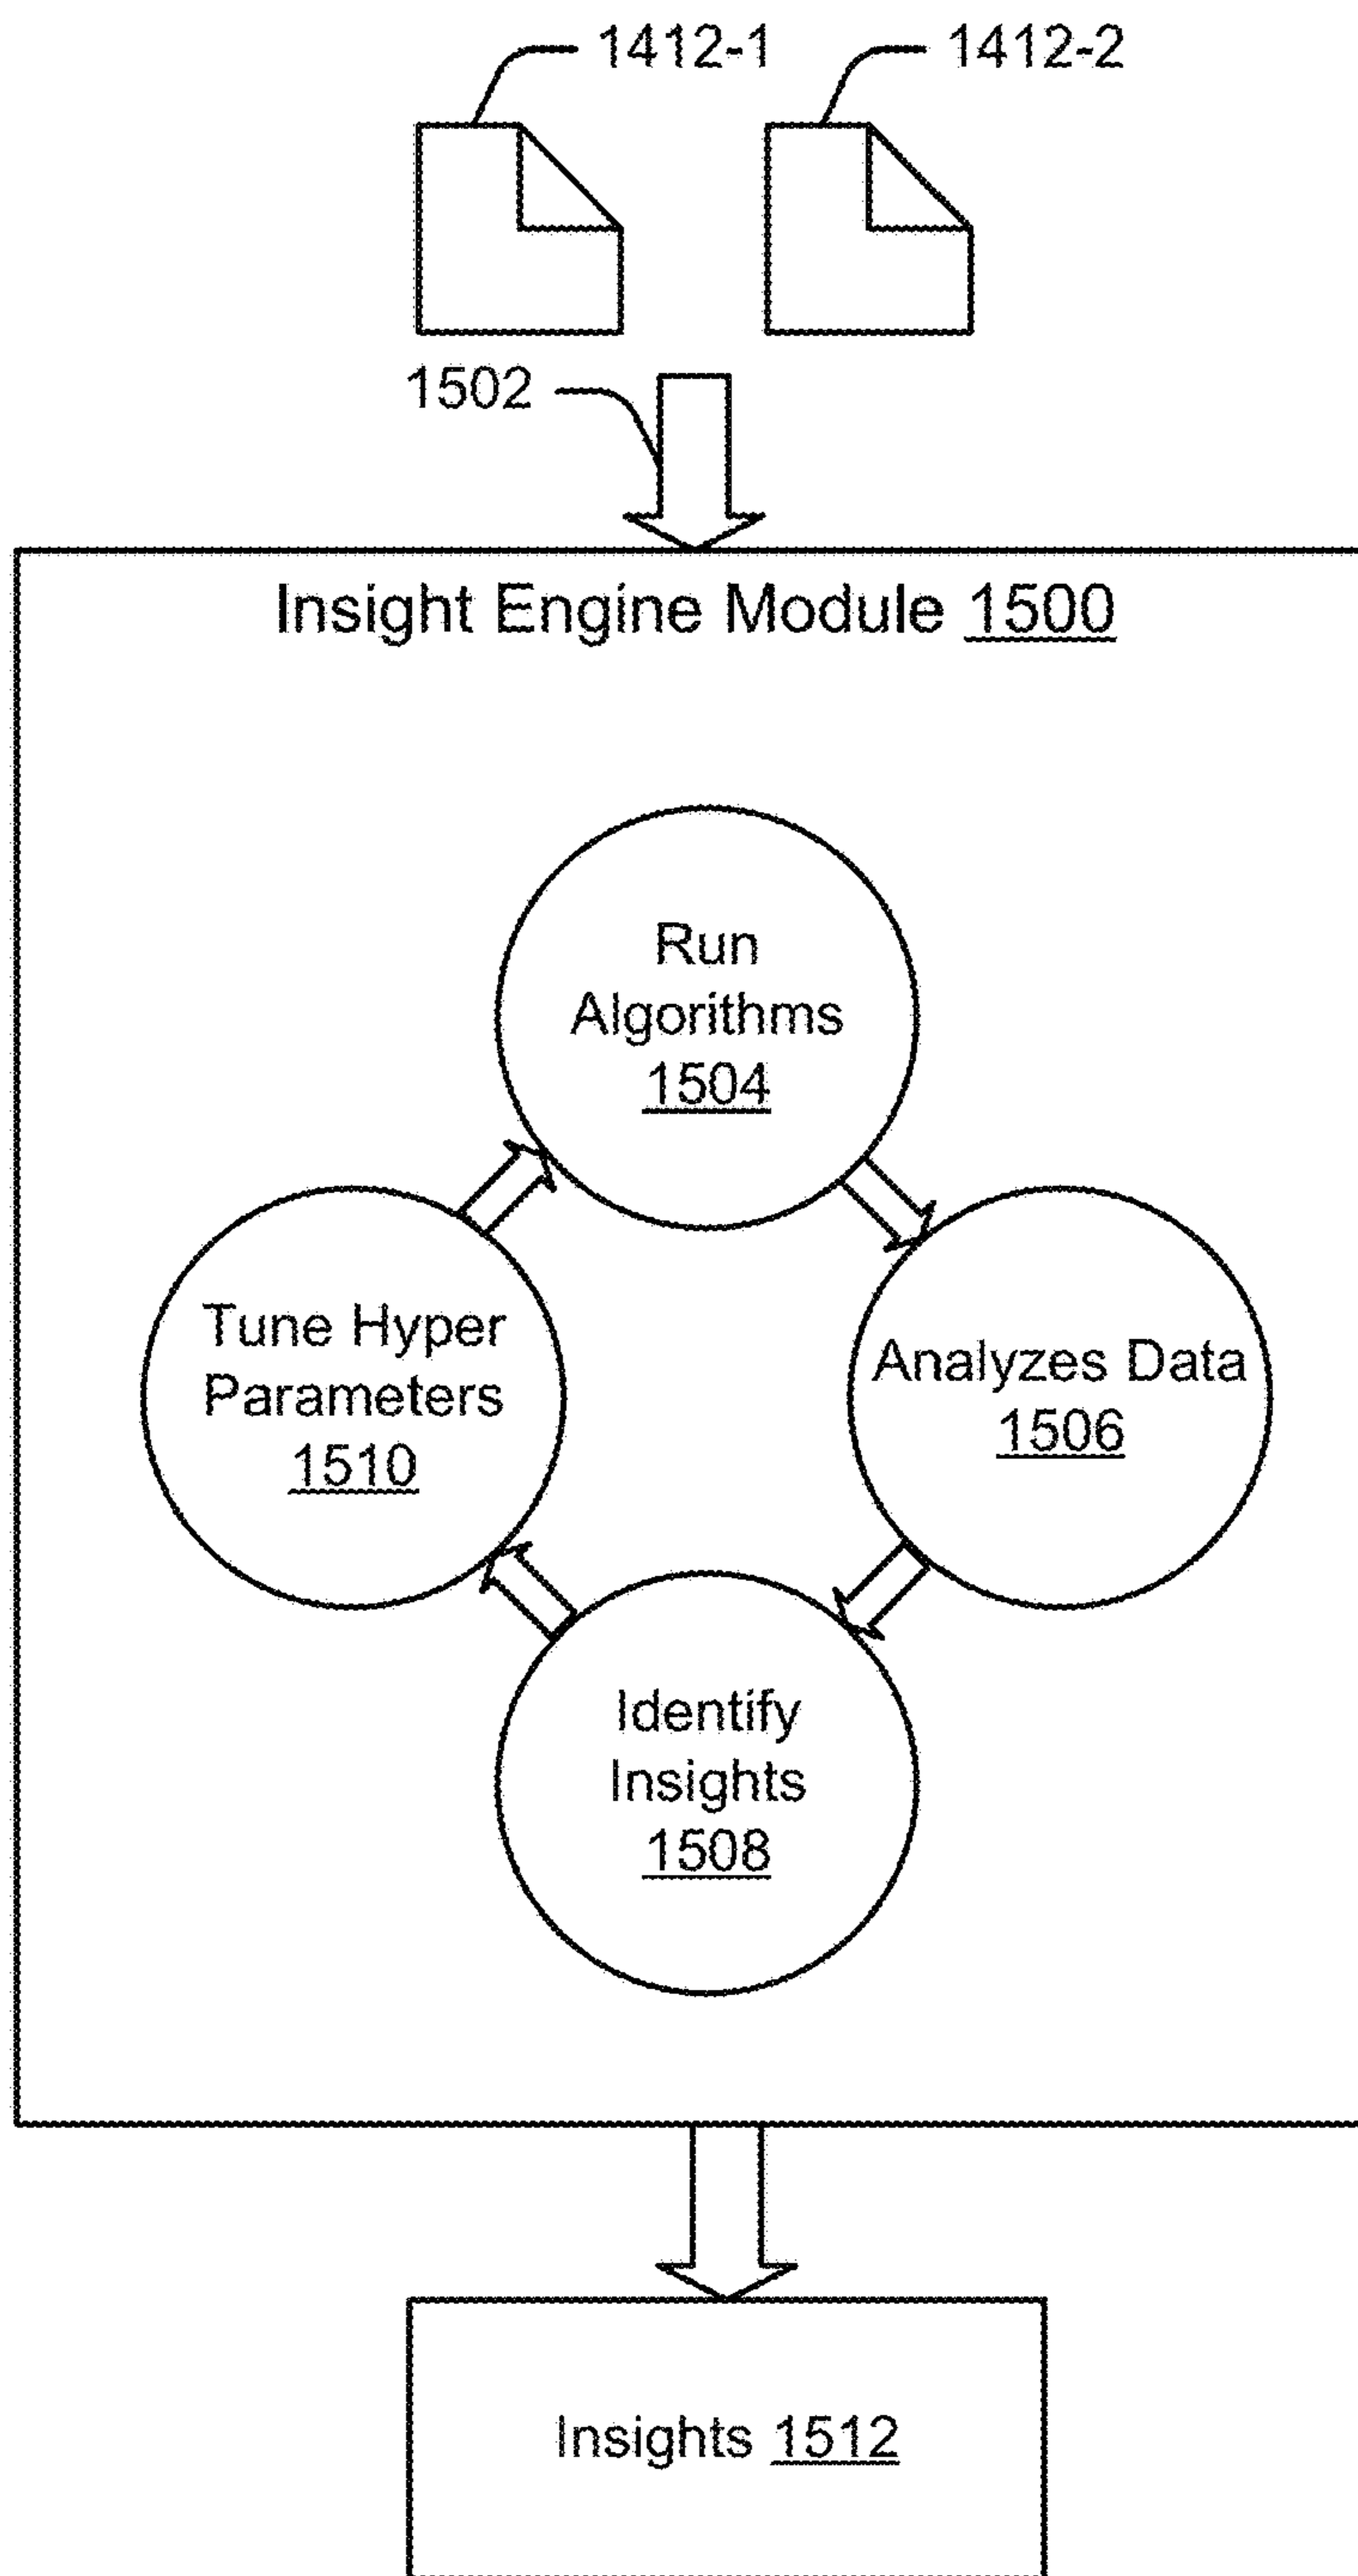 1412-1
1412-2
1502
Insight Engine Module 1500
Run
Algorithms
1504
Tune Hyper
Parameters
1510
Analyzes Data
1506
Identify
Insights
1508
Insights 1512